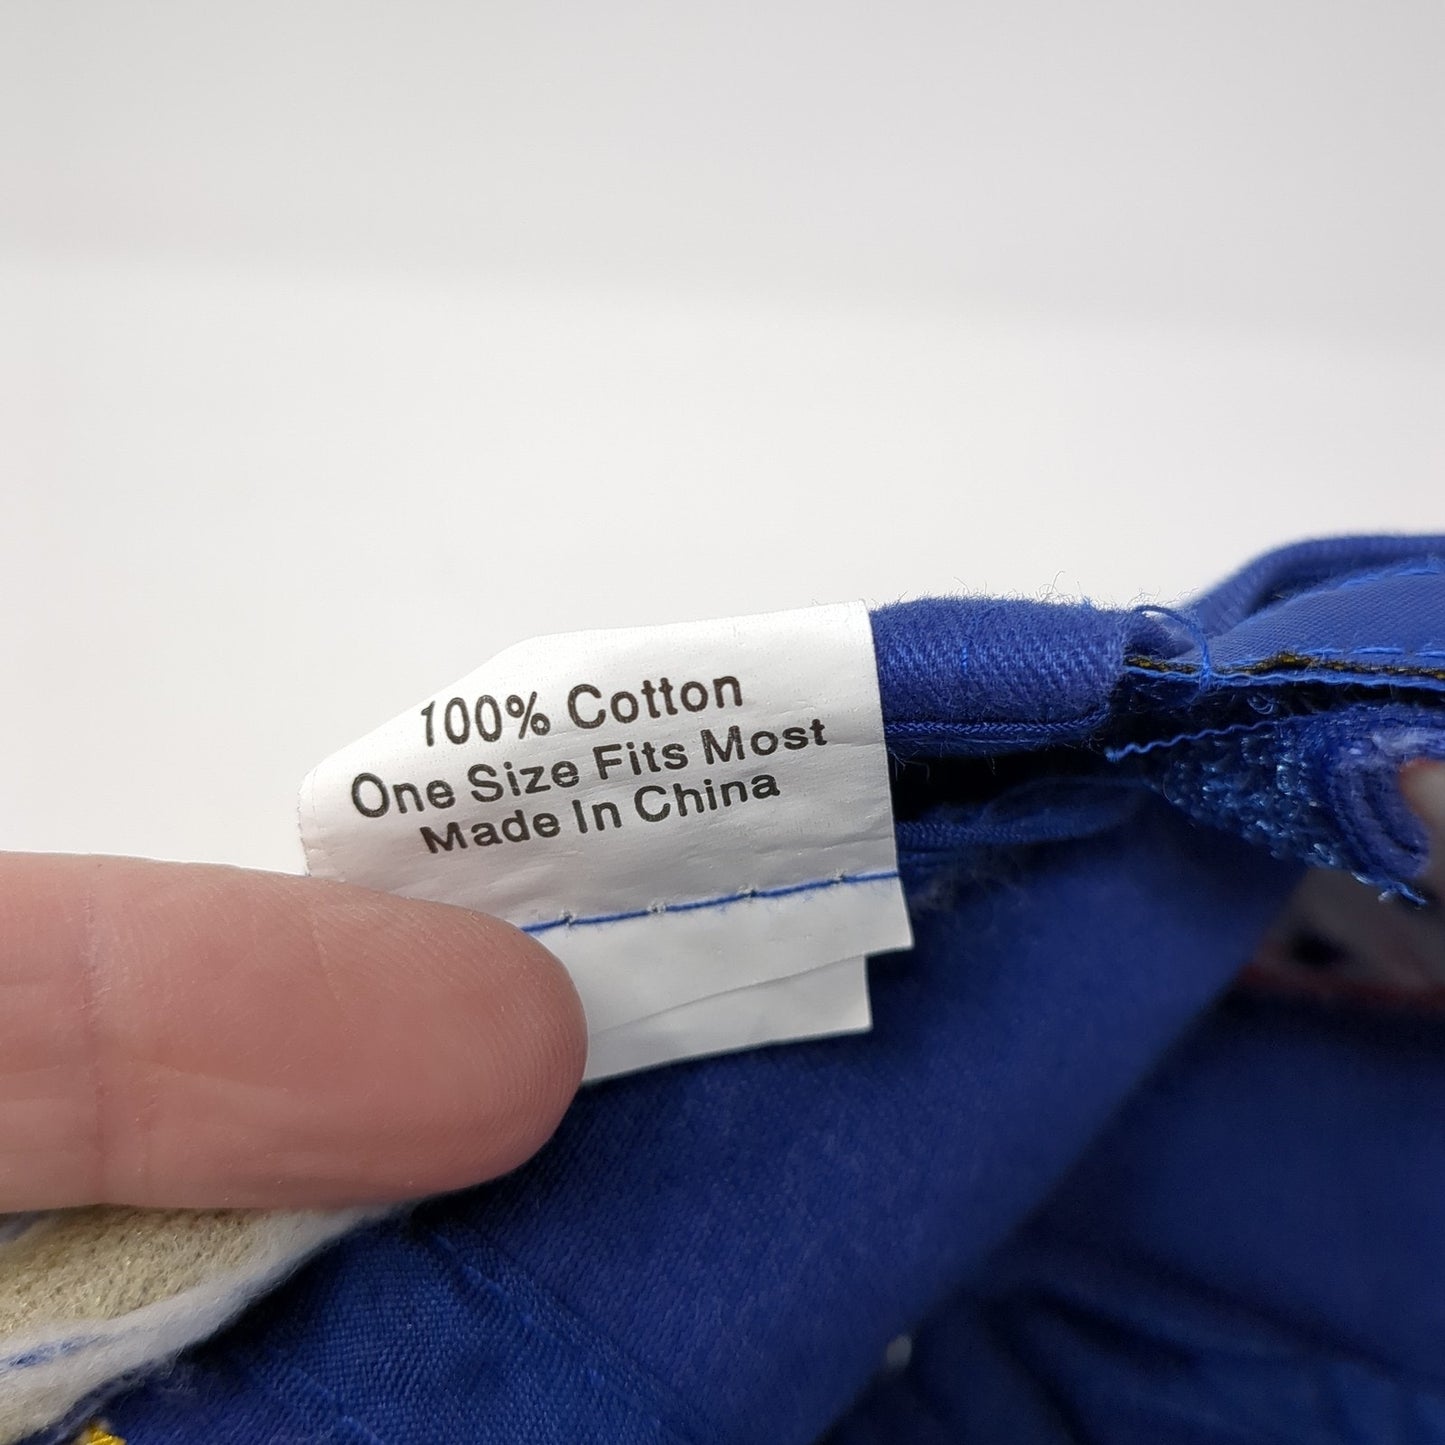 100% Cotton
One Size Fits Most
Made In China